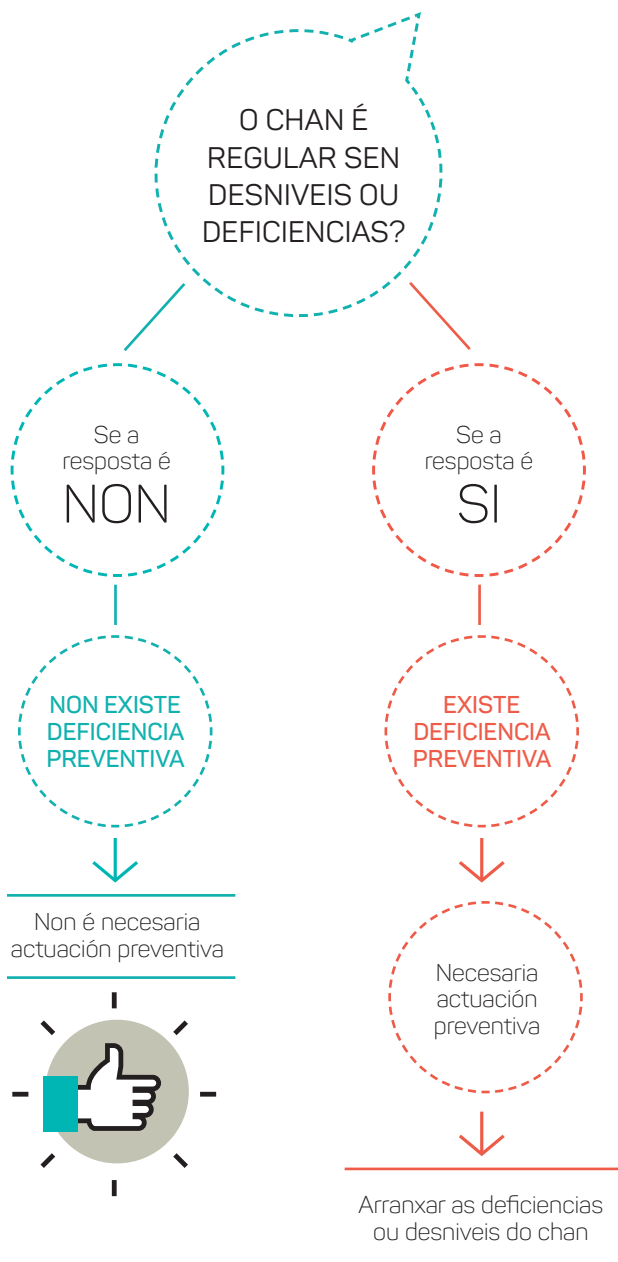 O CHAN É
REGULAR SEN
DESNIVEIS OU
DEFICIENCIAS?
Se a
resposta é
NON
NON EXISTE
DEFICIENCIA
PREVENTIVA
Non é necesaria
actuación preventiva
Se a
resposta é
SI
EXISTE
DEFICIENCIA
PREVENTIVA
Necesaria
actuación
preventiva
Arranxar as deficiencias
ou desniveis do chan